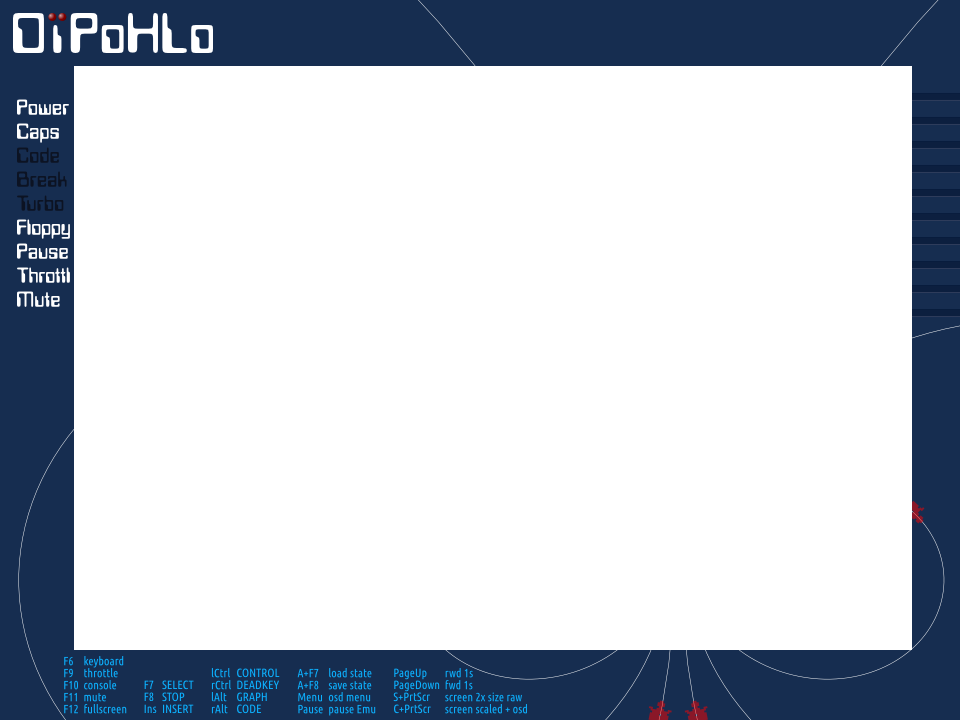 OïPoHLo
Power
Caps
Code
Break
Turbo
Floppy
Pause
Throttl
Mute
F6 keyboard
F9 throttle lCtrl CONTROL A+F7 load state PageUp rwd 1s
F10 console F7 SELECT rCtrl DEADKEY A+F8 save state PageDown fwd 1s
F11 mute F8 STOP lAlt GRAPH Menu osd menu S+PrtScr screen 2x size raw
F12 fullscreen Ins INSERT rAlt CODE Pause pause Emu C+PrtScr screen scaled + osd